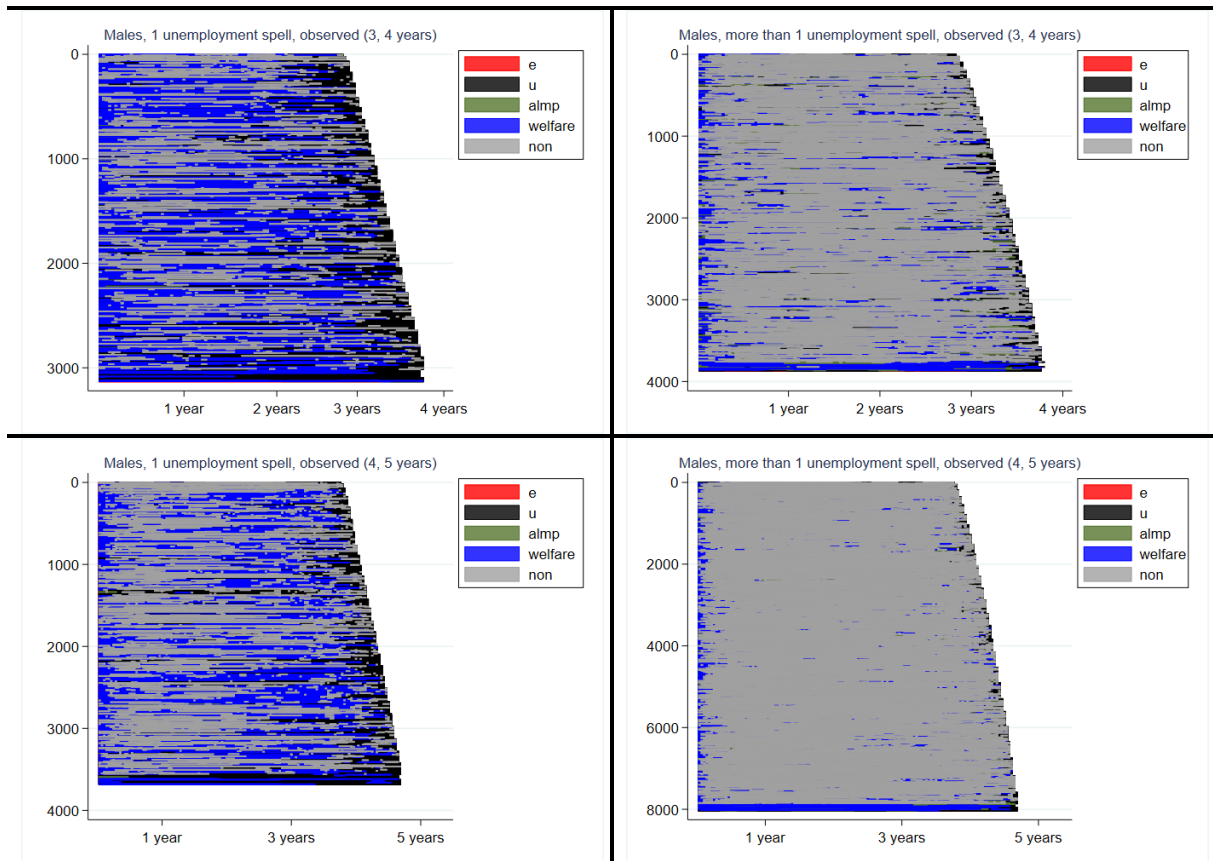 Males, 1 unemployment spell, observed (3, 4 years)
0
1000
2000
3000
1 year 2 years 3 years 4 years
e
u
almp
welfare
non
Males, more than 1 unemployment spell, observed (3, 4 years)
0
1000
2000
3000
4000
1 year 2 years 3 years 4 years
e
u
almp
welfare
non
Males, 1 unemployment spell, observed (4, 5 years)
0
1000
2000
3000
4000
1 year 3 years 5 years
e
u
almp
welfare
non
Males, more than 1 unemployment spell, observed (4, 5 years)
0
2000
4000
6000
8000
1 year 3 years 5 years
e
u
almp
welfare
non